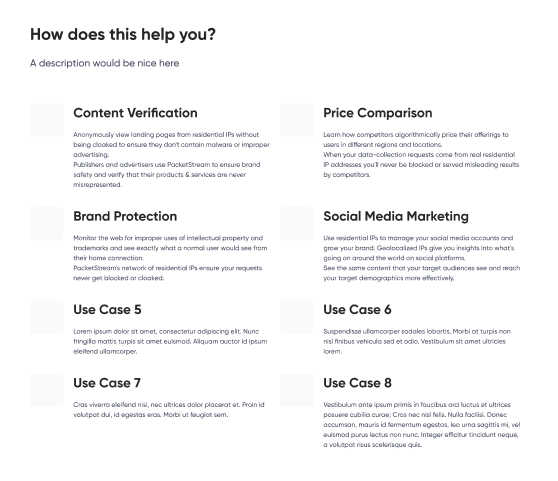 How does this help you?
A description would be nice here
Content Verification
Anonymously view landing pages from residential IPs without
being cloaked to ensure they don't contain malware or improper
advertising.
Publishers and advertisers use PacketStream to ensure brand
safety and verify that their products & services are never
misrepresented.
Price Comparison
Learn how competitors algorithmically price their offerings to
users in different regions and locations.
When your data-collection requests come from real residential
IP addresses you'll never be blocked or served misleading results
by competitors.
Brand Protection
Monitor the web for improper uses of intellectual property and
trademarks and see exactly what a normal user would see from
their home connection.
PacketStream's network of residential IPs ensure your requests
never get blocked or cloaked.
Social Media Marketing
Use residential IPs to manage your social media accounts and
grow your brand. Geolocalized IPs give you insights into what's
going on around the world on social platforms.
See the same content that your target audiences see and reach
your target demographics more effectively.
Use Case 5
Lorem ipsum dolor sit amet, consectetur adipiscing elit. Nunc
fringilla mattis turpis sit amet euismod. Aliquam auctor id ipsum
eleifend ullamcorper.
Use Case 6
Suspendisse ullamcorper sodales lobortis. Morbi at turpis non
nisl finibus vehicula sed et odio. Vestibulum sit amet ultricies
lorem.
Use Case 7
Cras viverra eleifend nisi, nec ultrices dolor placerat et. Proin id
volutpat dui, id egestas eros. Morbi ut feugiat sem.
Use Case 8
Vestibulum ante ipsum primis in faucibus orci luctus et ultrices
posuere cubilia curae; Cras nec nisl felis. Nulla facilisi. Donec
accumsan, mauris id fermentum egestas, leo urna sagittis mi, vel
euismod purus lectus non nunc. Integer efficitur tincidunt neque,
a volutpat risus scelerisque quis.